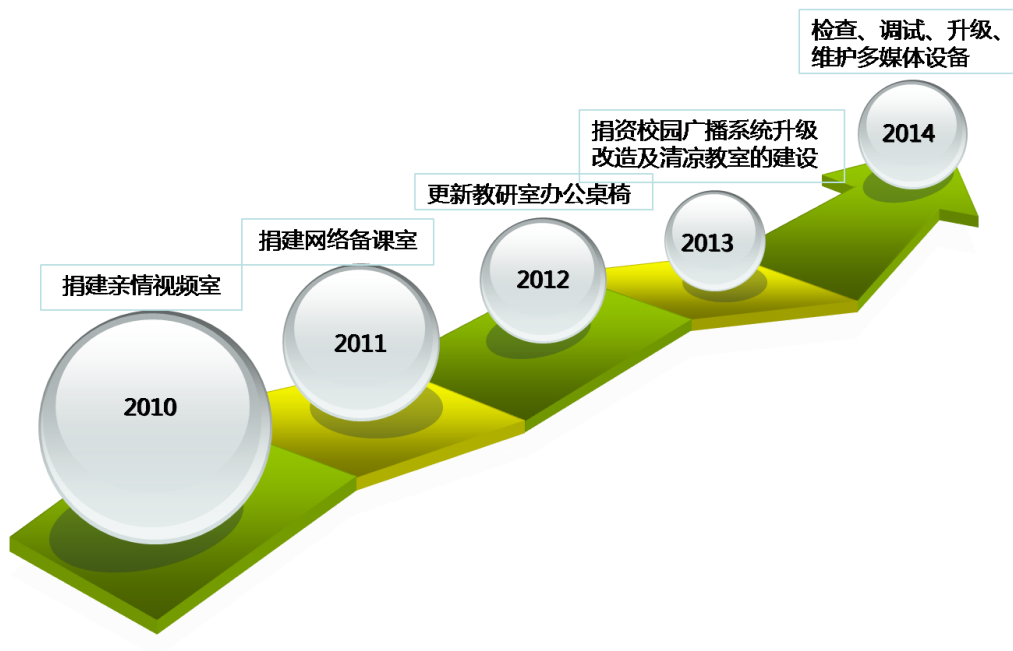 检查、调试、升级、
维护多媒体设备
2014
捐资校园广播系统升级
改造及清凉教室的建设
2013
更新教研室办公桌椅
2012
捐建网络备课室
2011
捐建亲情视频室
2010